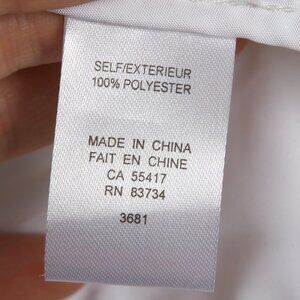 SELF/EXTERIEUR
100% POLYESTER
MADE IN CHINA
FAIT EN CHINE
CA 55417
RN 83734
3681